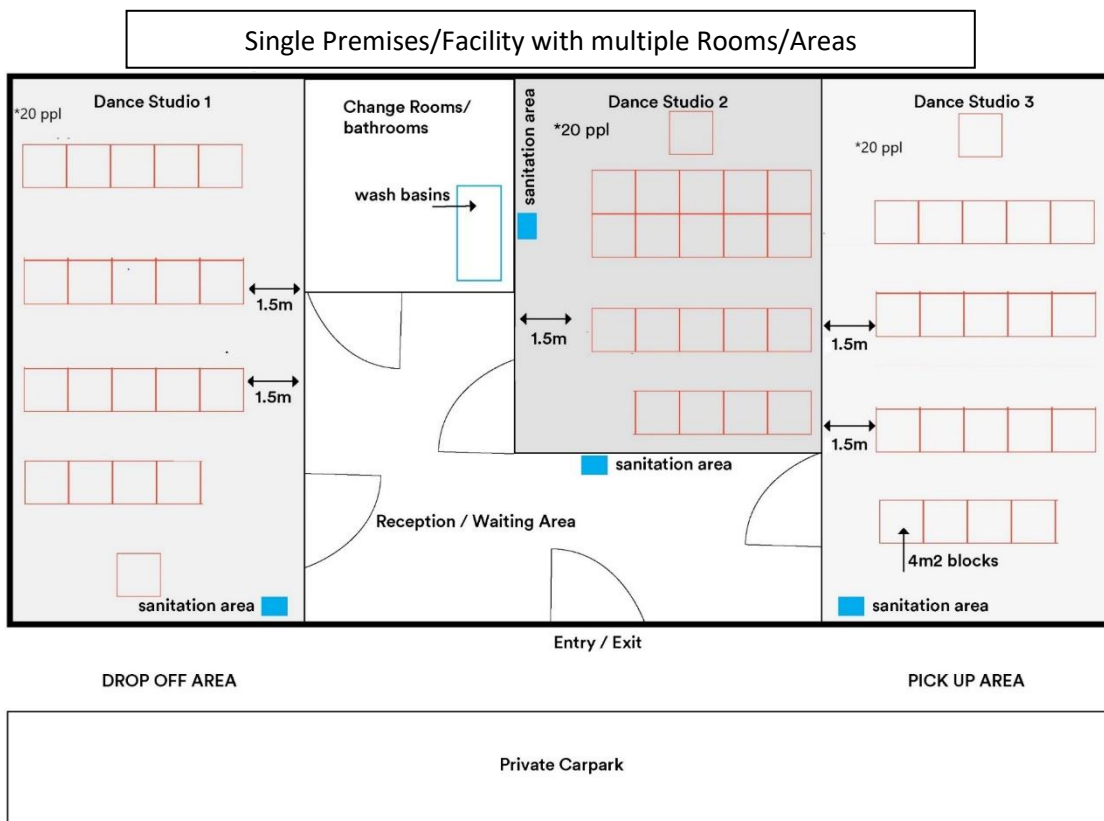 Single Premises/Facility with multiple Rooms/Areas
Dance Studio 1
*20 ppl
1.5m
1.5m
sanitation area
Change Rooms/
bathrooms
wash basins
sanitation area
Dance Studio 2
*20 ppl
1.5m
sanitation area
Dance Studio 3
*20 ppl
1.5m
1.5m
4m2 blocks
sanitation area
Reception / Waiting Area
Entry / Exit
DROP OFF AREA
PICK UP AREA
Private Carpark